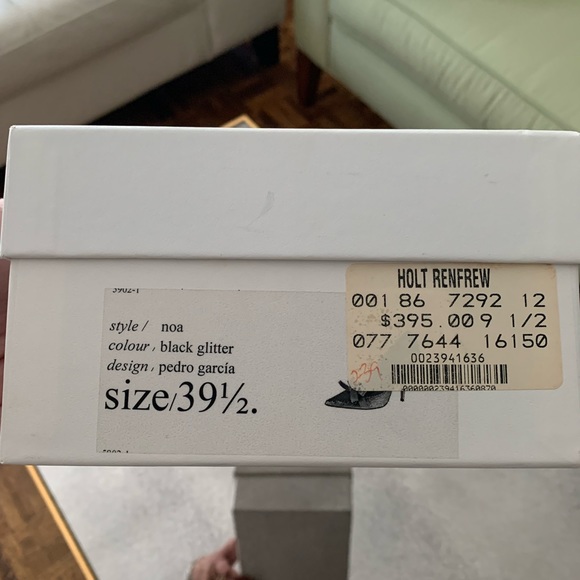 style / noa
colour, black glitter
design, pedro garcía
size/39½.
HOLT RENFREW
001 86 7292 12
$395.00 9 1/2
077 7644 16150
0023941636